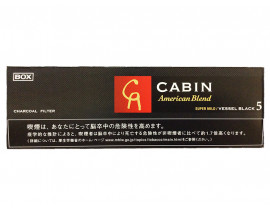 BOX
CABIN
American Blend
SUPER MILD / VESSEL BLACK 5
CHARCOAL FILTER
喫煙は、あなたにとって脳卒中の危険性を高めます。
疫学的な推計によると、喫煙者は脳卒中により死亡する危険性が非喫煙者に比べて約1.7倍高くなります。